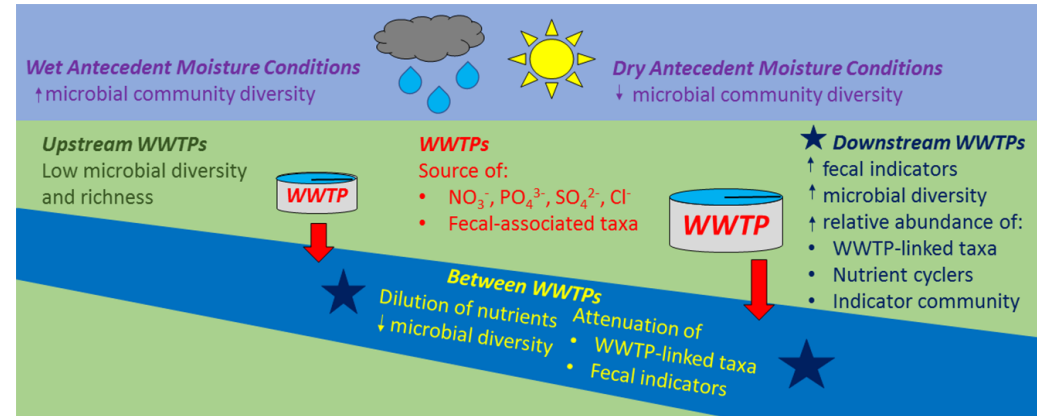 Wet Antecedent Moisture Conditions
↑microbial community diversity
Dry Antecedent Moisture Conditions
↓ microbial community diversity
Upstream WWTPs
Low microbial diversity
and richness
WWTP
WWTPs
Source of:
• NO₃⁻, PO₄³⁻, SO₄²⁻, Cl⁻
• Fecal-associated taxa
WWTP
Downstream WWTPs
↑ fecal indicators
↑ microbial diversity
↑ relative abundance of:
• WWTP-linked taxa
• Nutrient cyclers
• Indicator community
Between WWTPs
Dilution of nutrients
↓ microbial diversity
Attenuation of
• WWTP-linked taxa
• Fecal indicators